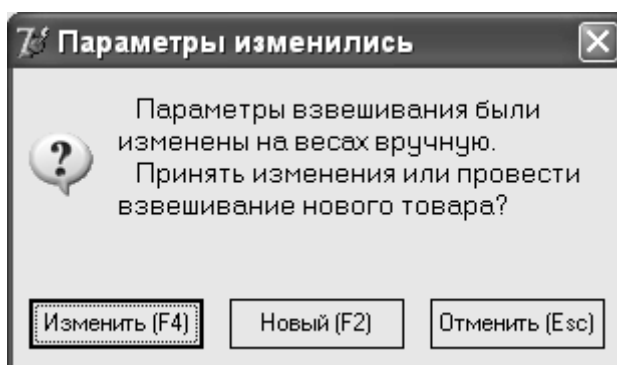 Параметры изменились
Параметры взвешивания были
изменены на весах вручную.
Принять изменения или провести
взвешивание нового товара?
Изменить (F4) Новый (F2) Отменить (Esc)